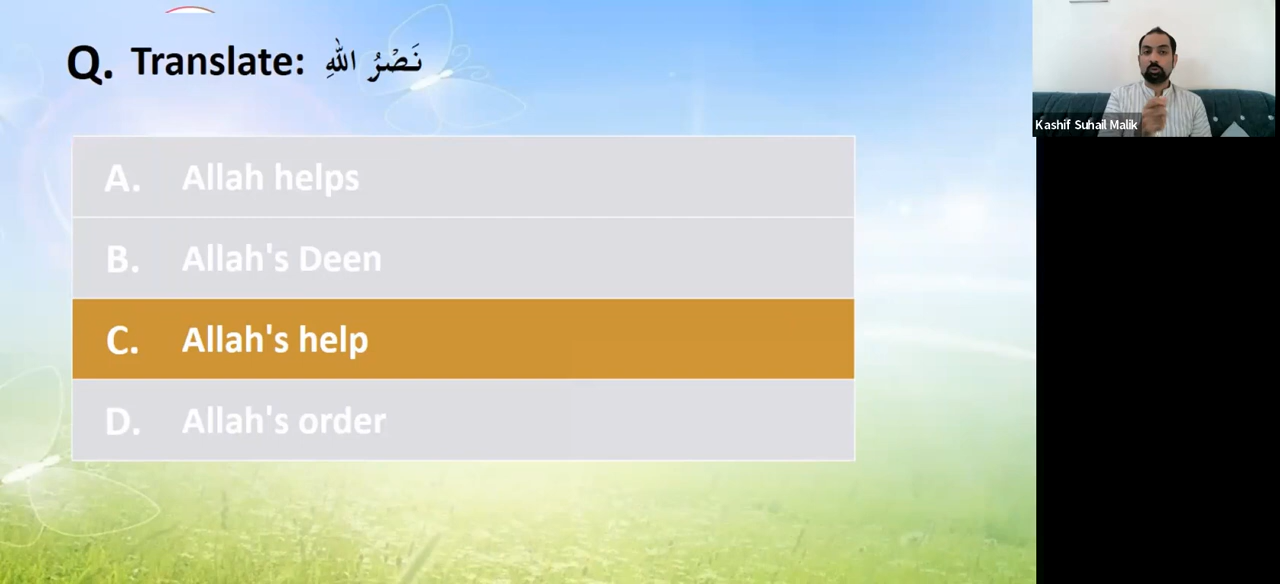 Q. Translate: نَصْرُ اللهِ
A. Allah helps
B. Allah's Deen
C. Allah's help
D. Allah's order
Kashif Suhail Malik